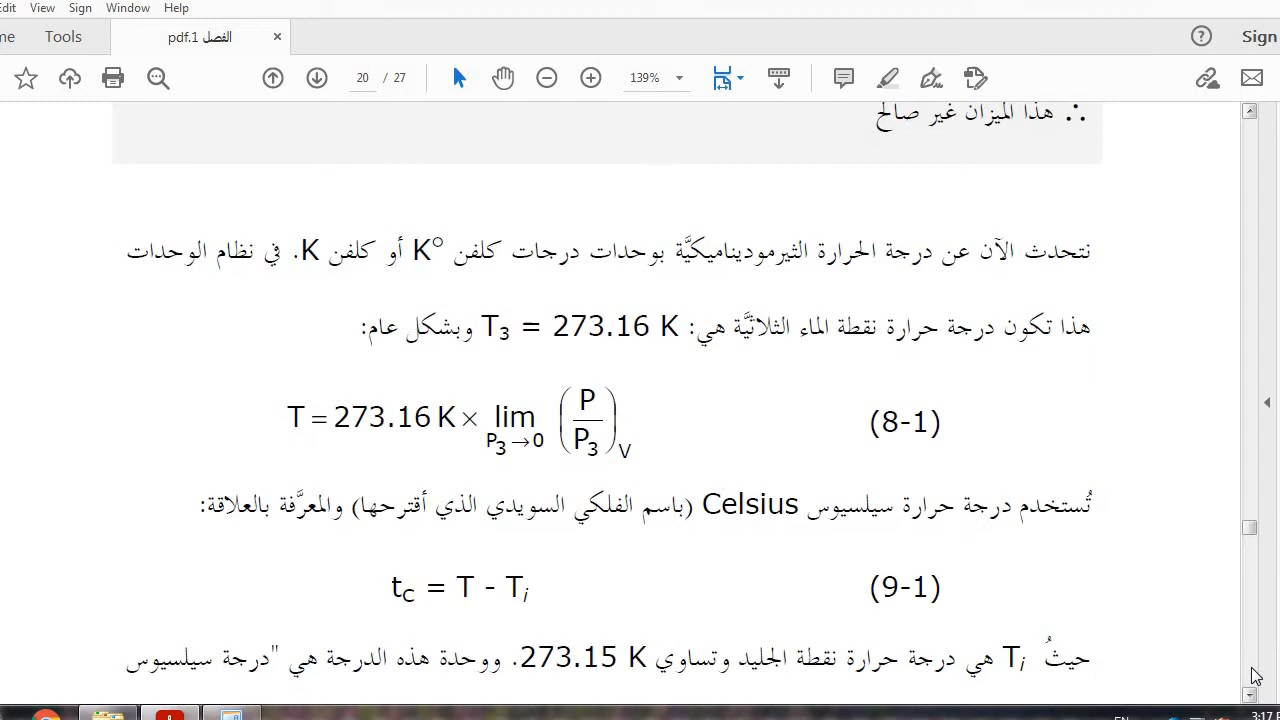 Edit View Sign Window Help
me Tools الفصل 1.pdf × Sign
20 / 27 139%
∴ هذا الميزان غير صالح
نتحدث الآن عن درجة الحرارة الثيرموديناميكيَّة بوحدات درجات كلفن K° أو كلفن K. في نظام الوحدات
هذا تكون درجة حرارة نقطة الماء الثلاثيَّة هي: T₃ = 273.16 K وبشكل عام:
T = 273.16 K × lim P₃→0 (P/P₃)V (8-1)
تُستخدم درجة حرارة سيلسيوس Celsius (باسم الفلكي السويدي الذي أقترحها) والمعرَّفة بالعلاقة:
tC = T - Ti (9-1)
حيثُ Ti هي درجة حرارة نقطة الجليد وتساوي 273.15 K. ووحدة هذه الدرجة هي "درجة سيلسيوس
EN 3:17